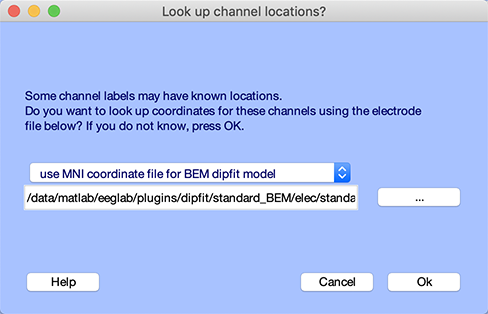 Look up channel locations?
Some channel labels may have known locations.
Do you want to look up coordinates for these channels using the electrode
file below? If you do not know, press OK.
use MNI coordinate file for BEM dipfit model
/data/matlab/eeglab/plugins/dipfit/standard_BEM/elec/standa
...
Help
Cancel
Ok